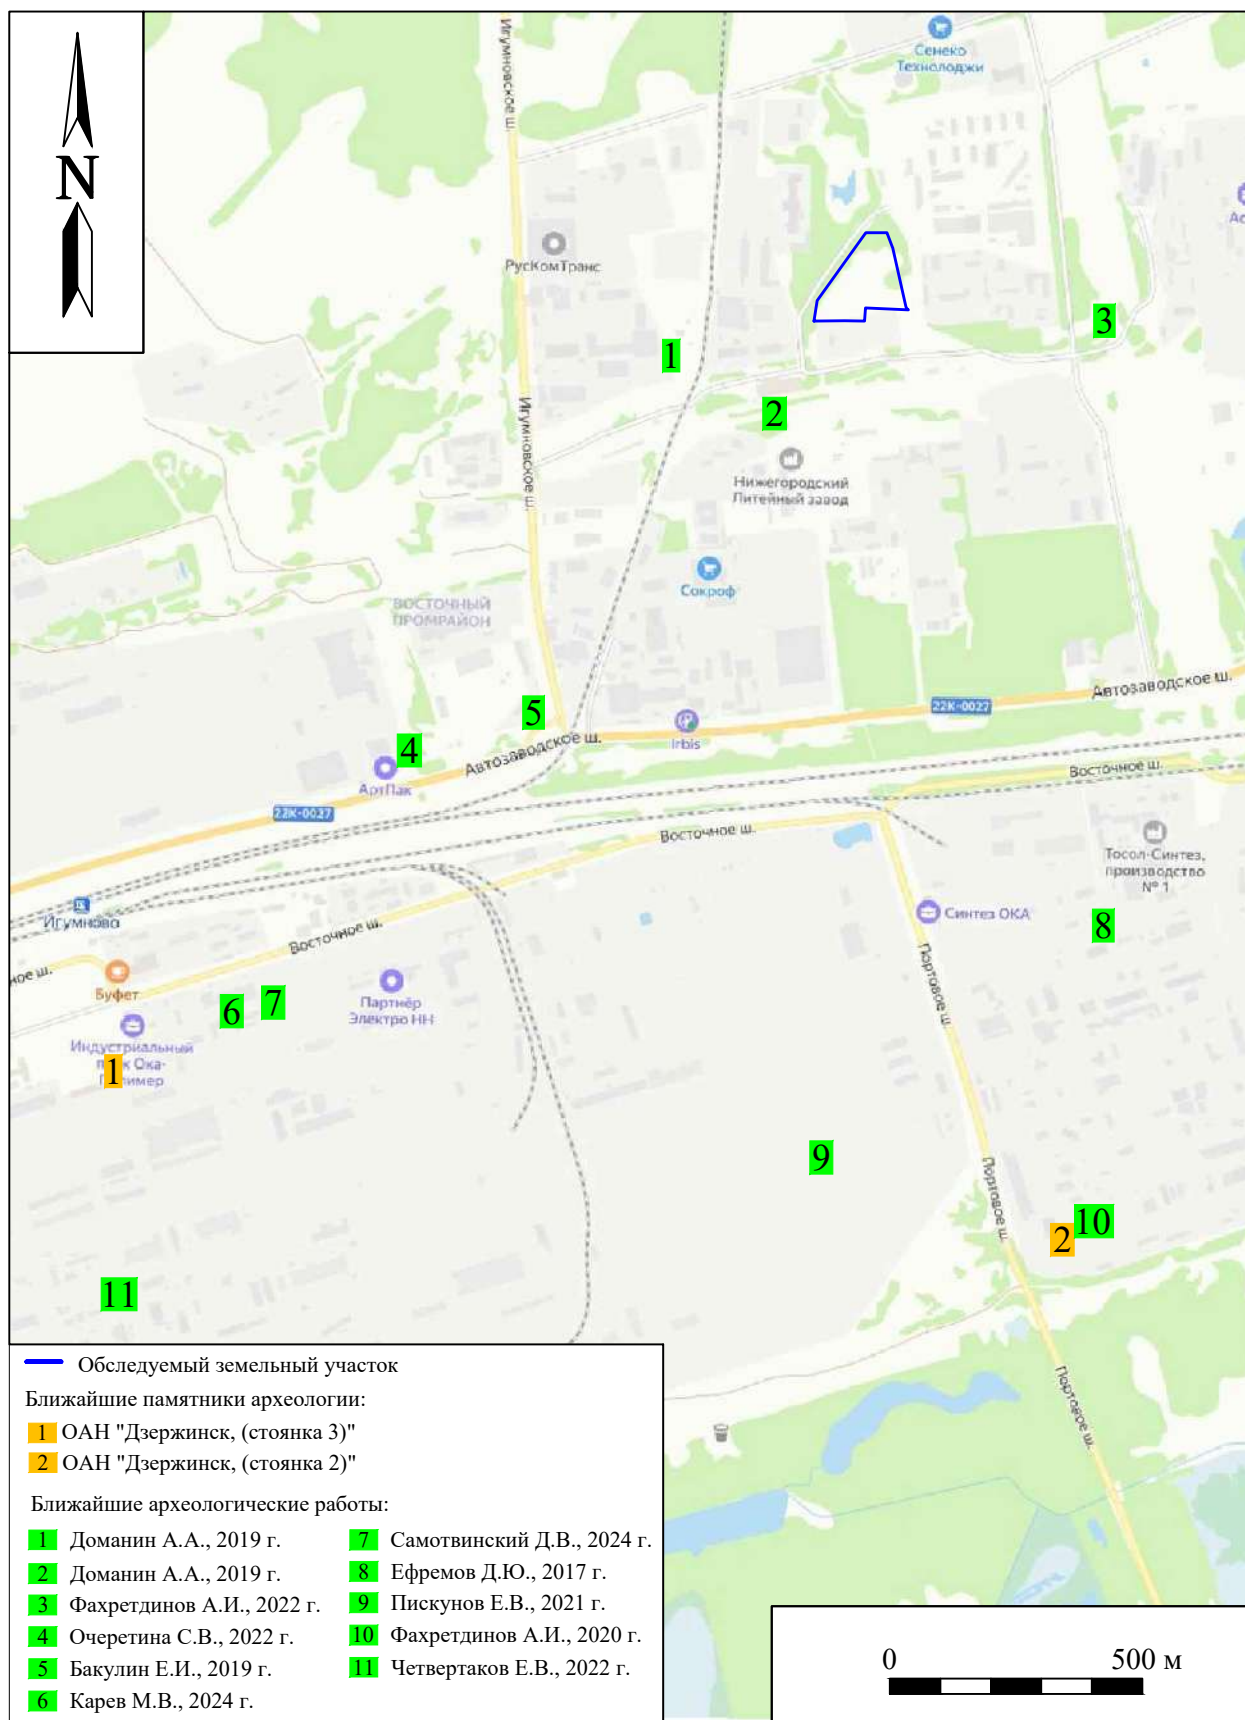 N
Игумновское ш.
Сенеко
Технолоджи
РусКомТранс
3
1
2
Игумновское ш.
Нижегородский
Литейный завод
Сокроф
ВОСТОЧНЫЙ
ПРОМРАЙОН
Автозаводское ш.
22К-0027
5
Irbis
4
Автозаводское ш.
АртПак
Восточное ш.
22К-0027
Восточное ш.
Тосол-Синтез,
производство
№ 1
Игумново
Синтез ОКА
8
Восточное ш.
ное ш.
Буфет
6
7
Партнёр
Электро НН
Портовое ш.
Индустриальный
1
9
Портовое ш.
10
2
11
Портовое ш.
Обследуемый земельный участок
Ближайшие памятники археологии:
1 ОАН "Дзержинск, (стоянка 3)"
2 ОАН "Дзержинск, (стоянка 2)"
Ближайшие археологические работы:
1 Доманин А.А., 2019 г.
2 Доманин А.А., 2019 г.
3 Фахретдинов А.И., 2022 г.
4 Очеретина С.В., 2022 г.
5 Бакулин Е.И., 2019 г.
6 Карев М.В., 2024 г.
7 Самотвинский Д.В., 2024 г.
8 Ефремов Д.Ю., 2017 г.
9 Пискунов Е.В., 2021 г.
10 Фахретдинов А.И., 2020 г.
11 Четвертаков Е.В., 2022 г.
0 500 м